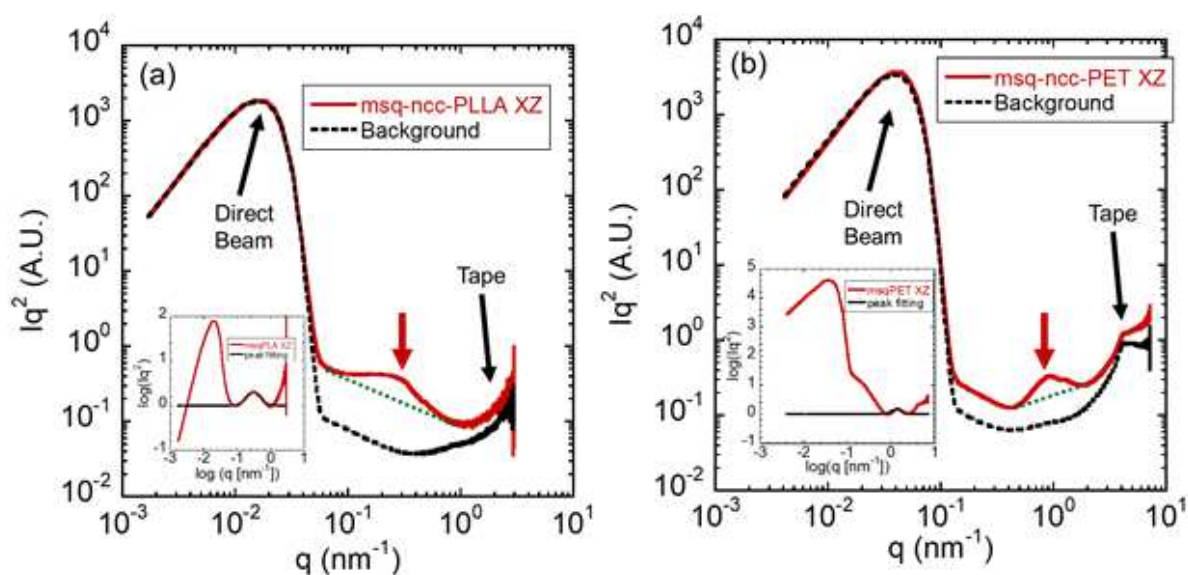 (a)
msq-ncc-PLLA XZ
Background
Direct
Beam
Tape
Iq²(A.U.)
10⁴
10³
10²
10¹
10⁰
10⁻¹
10⁻²
10⁻³ 10⁻² 10⁻¹ 10⁰ 10¹
q (nm⁻¹)
msqPLA XZ
peak fitting
log(Iq²)
2
1
0
-1
-3 -2 -1 0 1
log (q [nm⁻¹])
(b)
msq-ncc-PET XZ
Background
Direct
Beam
Tape
Iq² (A.U.)
10⁴
10³
10²
10¹
10⁰
10⁻¹
10⁻²
10⁻³ 10⁻² 10⁻¹ 10⁰ 10¹
q (nm⁻¹)
msqPET XZ
peak fitting
5
4
3
2
1
0
-1
-3 -2 -1 0 1
log(q [nm⁻¹])